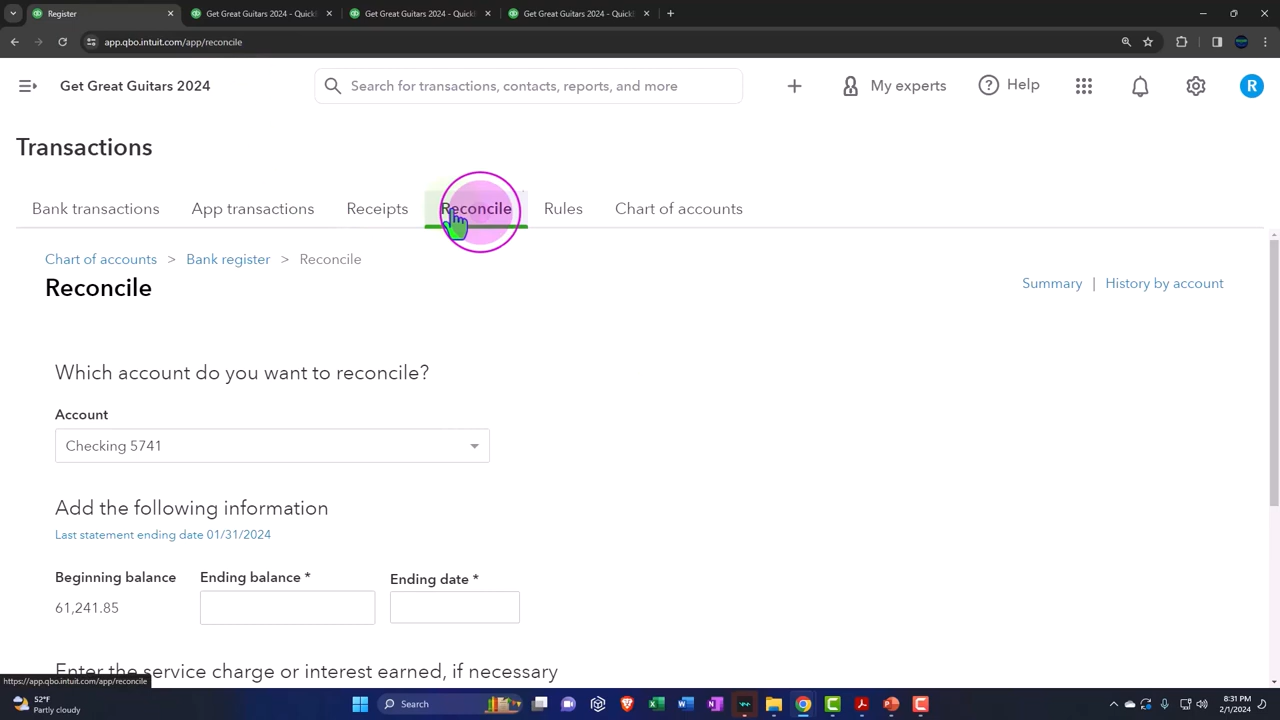 Register
Get Great Guitars 2024 - Quick
Get Great Guitars 2024 - Quick
Get Great Guitars 2024 - Quick
app.qbo.intuit.com/app/reconcile
Get Great Guitars 2024
Search for transactions, contacts, reports, and more
My experts
Help
R
Transactions
Bank transactions App transactions Receipts Reconcile Rules Chart of accounts
Chart of accounts > Bank register > Reconcile
Reconcile
Summary | History by account
Which account do you want to reconcile?
Account
Checking 5741
Add the following information
Last statement ending date 01/31/2024
Beginning balance Ending balance * Ending date *
61,241.85
Enter the service charge or interest earned, if necessary
https://app.qbo.intuit.com/app/reconcile
52°F
Partly cloudy
Search
8:31 PM
2/1/2024